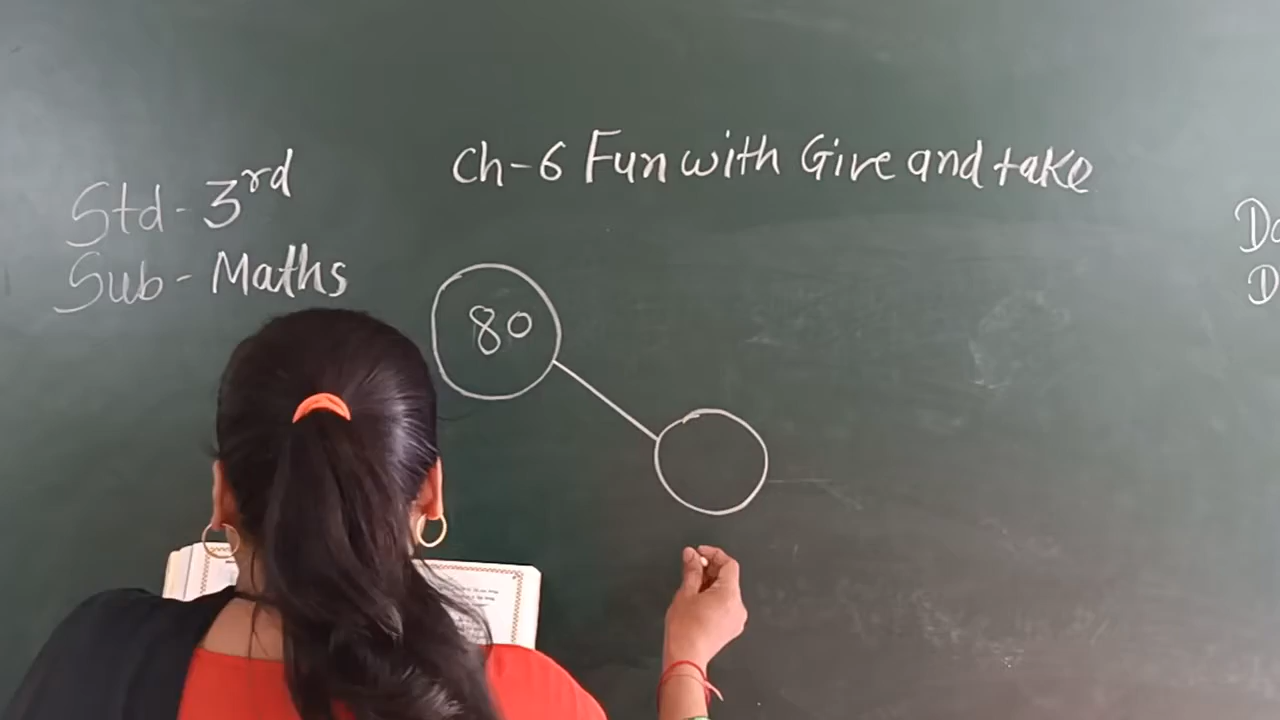 Std - 3rd
Sub - Maths
Ch-6 Fun with Give and take
80
D